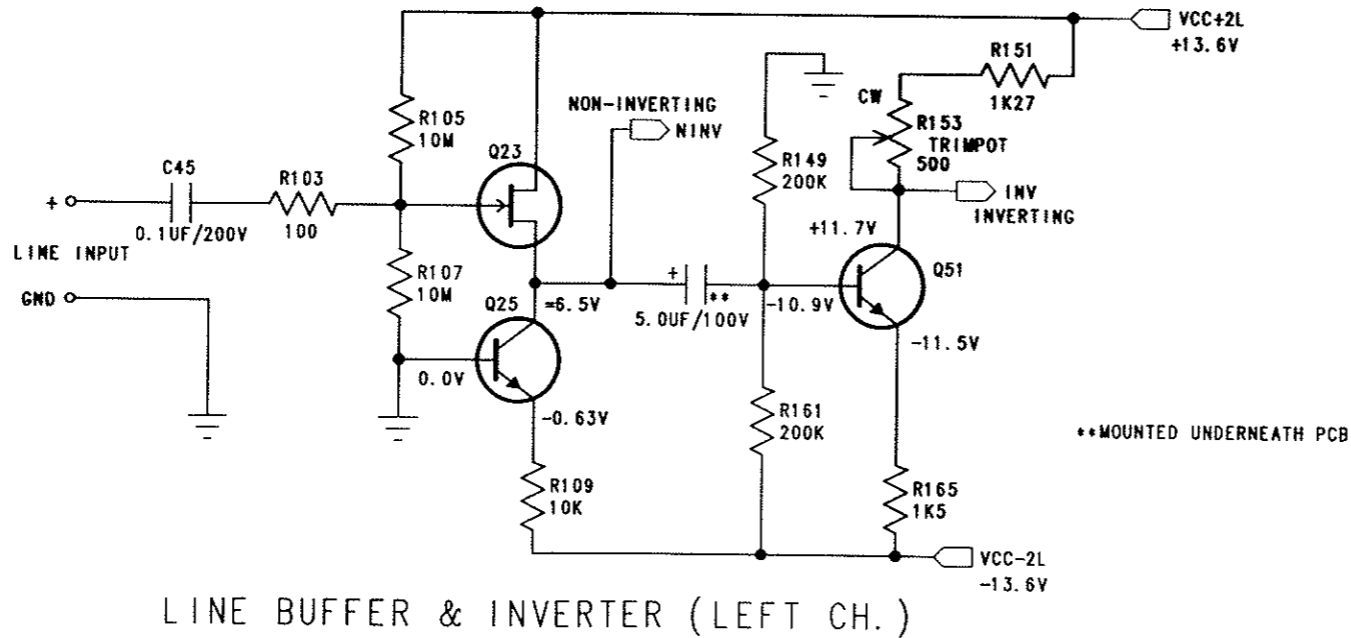 VCC+2L
+13.6V
R151
1K27
CW
R153
TRIMPOT
500
NON-INVERTING
NINV
R105
10M
Q23
R149
200K
C45
R103
+
0.1UF/200V
100
LINE INPUT
INV
INVERTING
+11.7V
Q51
R107
10M
GND
Q25
=6.5V
+
**
5.0UF/100V
-10.9V
-11.5V
0.0V
-0.63V
R161
200K
**MOUNTED UNDERNEATH PCB
R109
10K
R165
1K5
VCC-2L
-13.6V
LINE BUFFER & INVERTER (LEFT CH.)